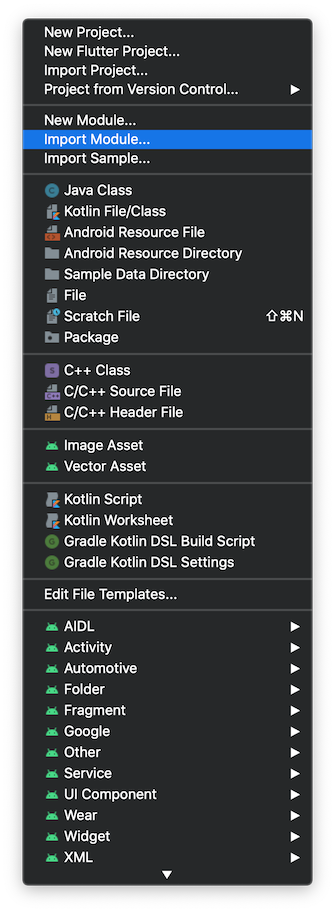 New Project...
New Flutter Project...
Import Project...
Project from Version Control...
New Module...
Import Module...
Import Sample...
Java Class
Kotlin File/Class
Android Resource File
Android Resource Directory
Sample Data Directory
File
Scratch File ⇧⌘N
Package
C++ Class
C/C++ Source File
C/C++ Header File
Image Asset
Vector Asset
Kotlin Script
Kotlin Worksheet
Gradle Kotlin DSL Build Script
Gradle Kotlin DSL Settings
Edit File Templates...
AIDL
Activity
Automotive
Folder
Fragment
Google
Other
Service
UI Component
Wear
Widget
XML